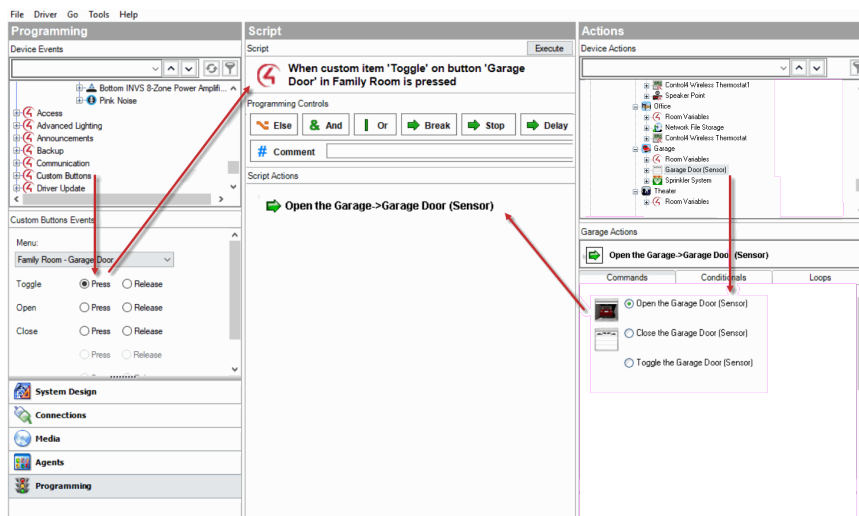 File Driver Go Tools Help
Programming
Device Events
Bottom INVS 8-Zone Power Amplifi...
Pink Noise
Access
Advanced Lighting
Announcements
Backup
Communication
Custom Buttons
Driver Update
Custom Buttons Events
Menu:
Family Room - Garage Door
Toggle Press Release
Open Press Release
Close Press Release
Press Release
System Design
Connections
Media
Agents
Programming
Script
Script Execute
When custom item 'Toggle' on button 'Garage
Door' in Family Room is pressed
Programming Controls
Else And Or Break Stop Delay
# Comment
Script Actions
Open the Garage->Garage Door (Sensor)
Actions
Device Actions
Control4 Wireless Thermostat1
Speaker Point
Office
Room Variables
Network File Storage
Control4 Wireless Thermostat
Garage
Room Variables
Garage Door (Sensor)
Sprinkler System
Theater
Room Variables
Garage Actions
Open the Garage->Garage Door (Sensor)
Commands Conditionals Loops
Open the Garage Door (Sensor)
Close the Garage Door (Sensor)
Toggle the Garage Door (Sensor)